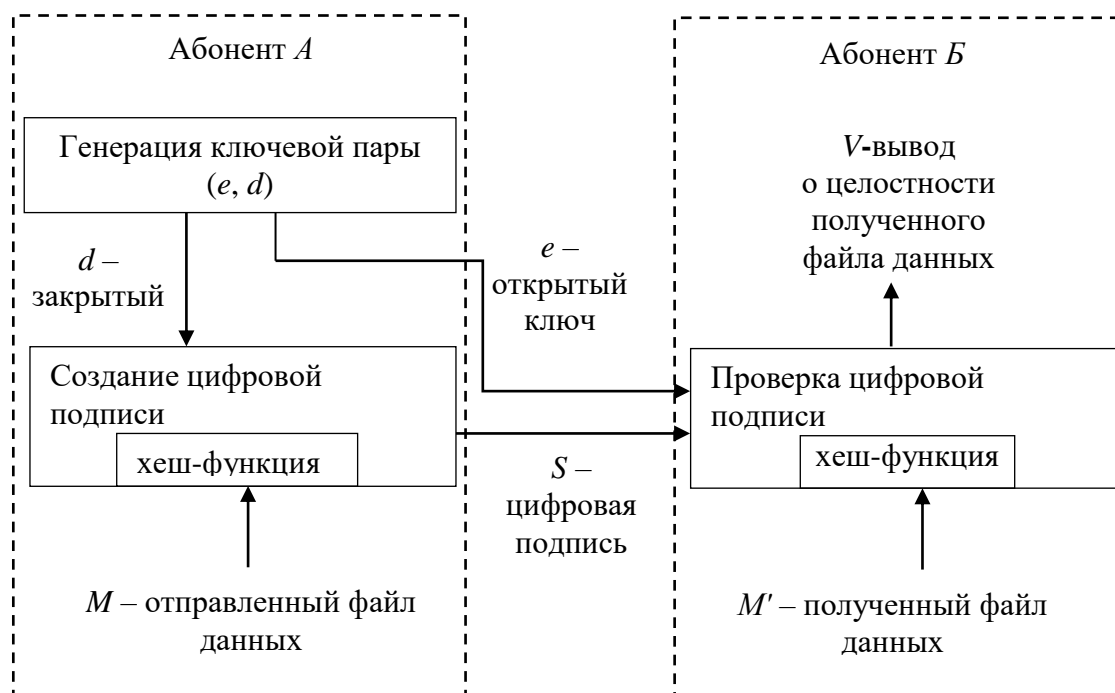 Абонент А
Генерация ключевой пары
(e, d)
d –
закрытый
Создание цифровой
подписи
хеш-функция
M – отправленный файл
данных
e –
открытый
ключ
S –
цифровая
подпись
Абонент Б
V-вывод
о целостности
полученного
файла данных
Проверка цифровой
подписи
хеш-функция
M' – полученный файл
данных